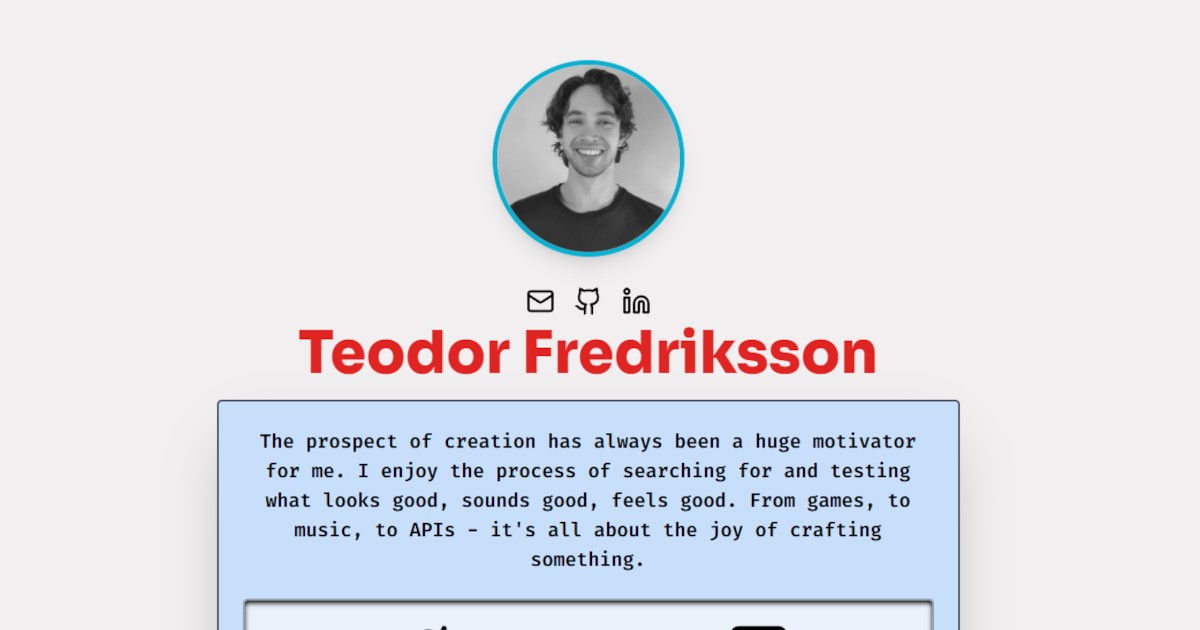 Teodor Fredriksson
The prospect of creation has always been a huge motivator
for me. I enjoy the process of searching for and testing
what looks good, sounds good, feels good. From games, to
music, to APIs - it's all about the joy of crafting
something.